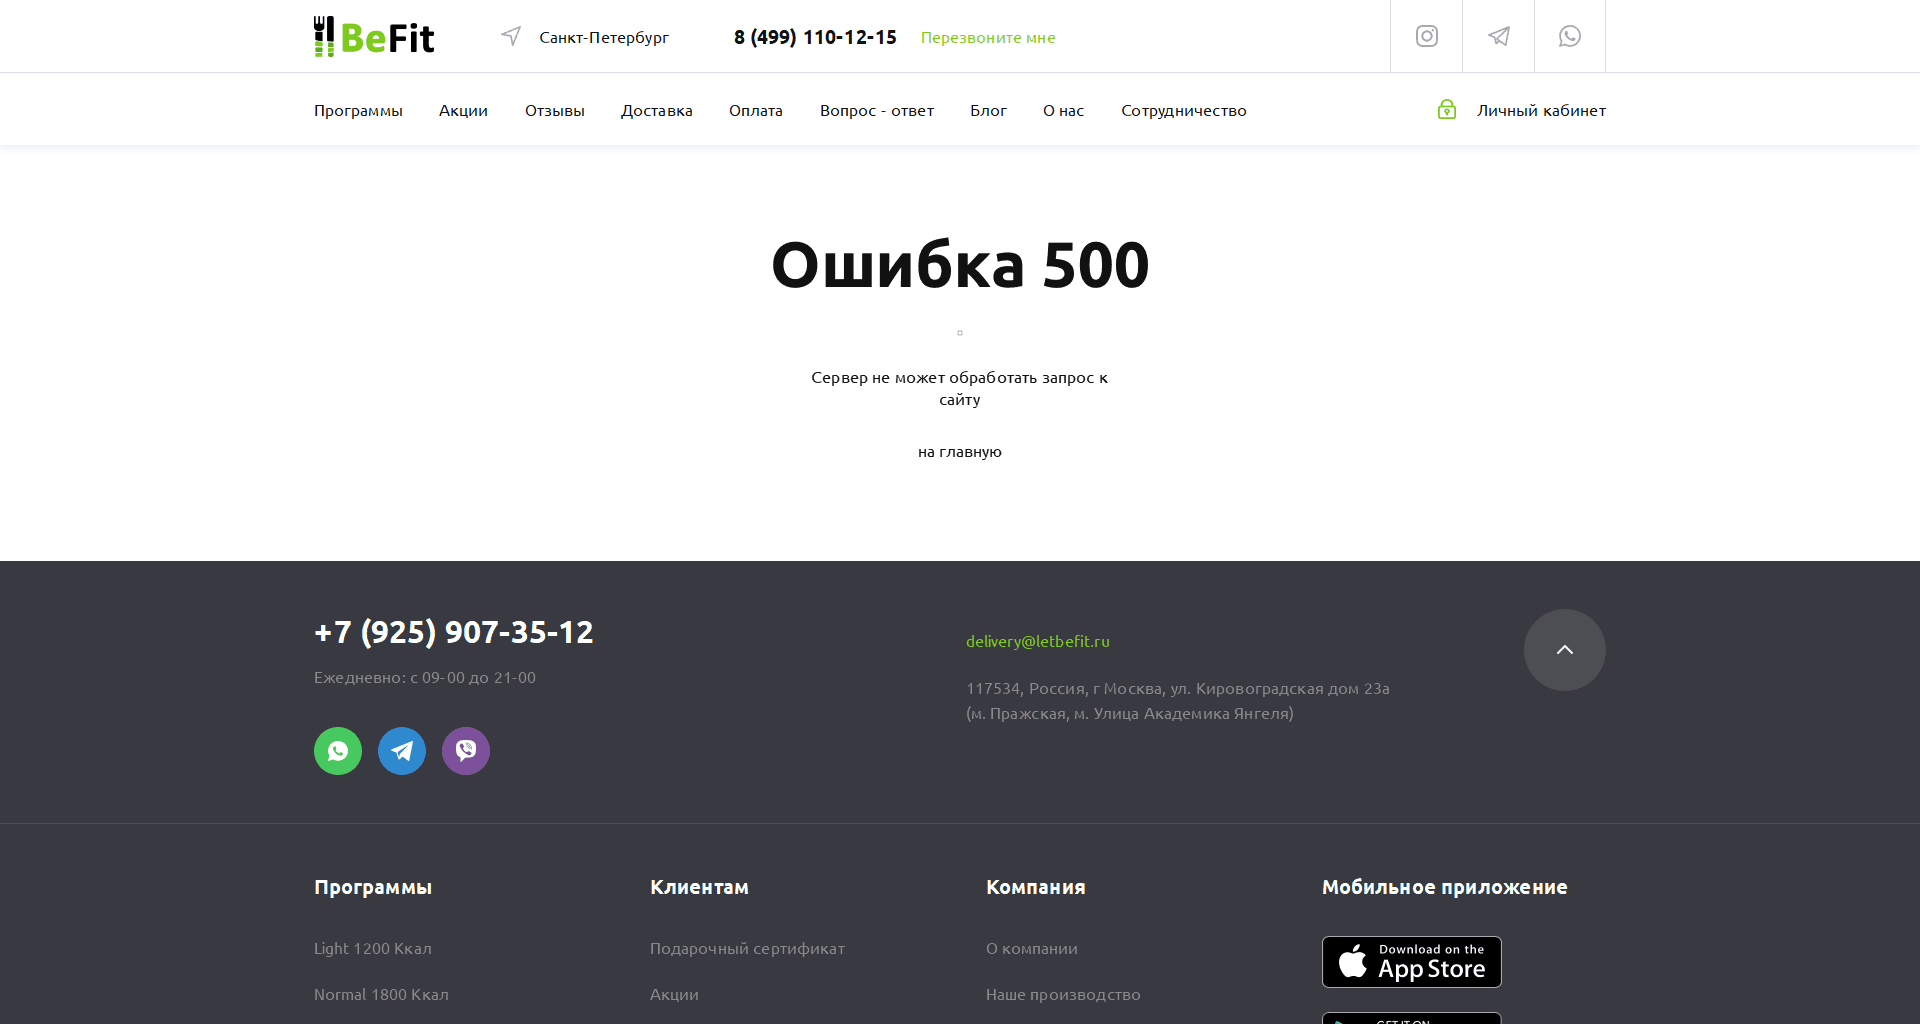 BeFit
Санкт-Петербург
8 (499) 110-12-15
Перезвоните мне
Программы
Акции
Отзывы
Доставка
Оплата
Вопрос - ответ
Блог
О нас
Сотрудничество
Личный кабинет
Ошибка 500
Сервер не может обработать запрос к
сайту
на главную
+7 (925) 907-35-12
Ежедневно: с 09-00 до 21-00
delivery@letbefit.ru
117534, Россия, г Москва, ул. Кировоградская дом 23а
(м. Пражская, м. Улица Академика Янгеля)
Программы
Light 1200 Ккал
Normal 1800 Ккал
Клиентам
Подарочный сертификат
Акции
Компания
О компании
Наше производство
Мобильное приложение
Download on the
App Store
GET IT ON